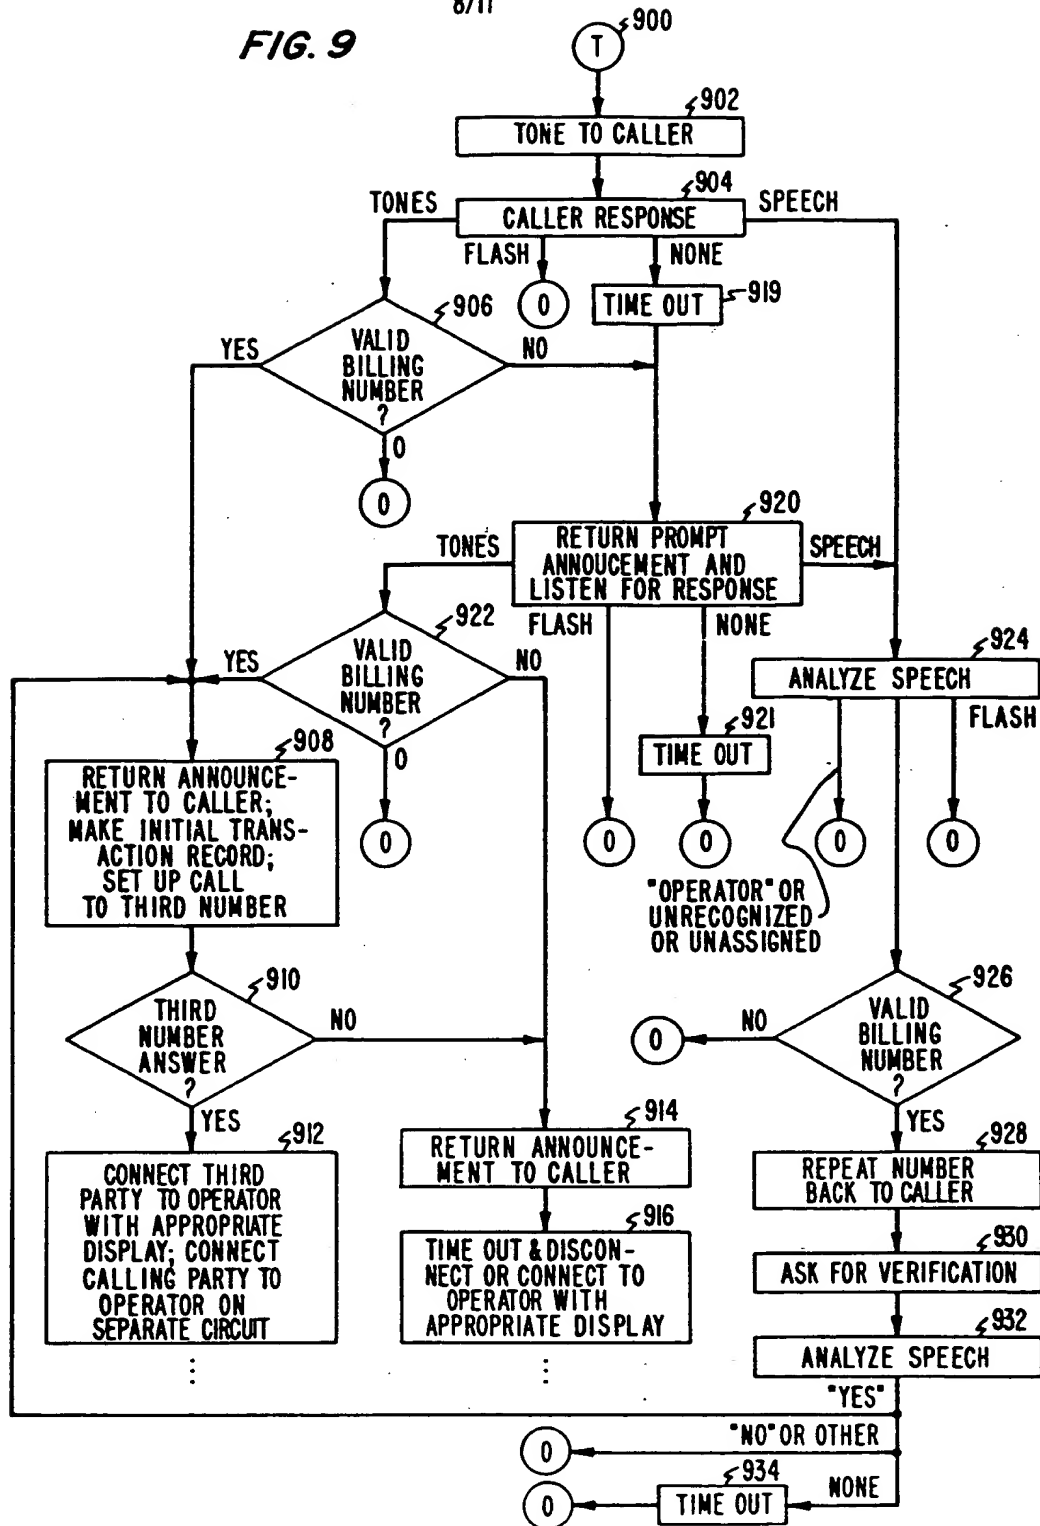 8/11
FIG. 9
T
900
902
TONE TO CALLER
904
TONES
CALLER RESPONSE
SPEECH
FLASH
NONE
0
TIME OUT
919
906
YES
VALID
BILLING
NUMBER
?
NO
0
0
920
TONES
RETURN PROMPT
ANNOUCEMENT AND
LISTEN FOR RESPONSE
SPEECH
922
FLASH
NONE
YES
VALID
BILLING
NUMBER
?
NO
924
ANALYZE SPEECH
FLASH
921
TIME OUT
908
0
RETURN ANNOUNCE-
MENT TO CALLER;
MAKE INITIAL TRANS-
ACTION RECORD;
SET UP CALL
TO THIRD NUMBER
0
0
0
0
0
"OPERATOR" OR
UNRECOGNIZED
OR UNASSIGNED
910
THIRD
NUMBER
ANSWER
?
NO
YES
0
NO
926
VALID
BILLING
NUMBER
?
YES
912
CONNECT THIRD
PARTY TO OPERATOR
WITH APPROPRIATE
DISPLAY; CONNECT
CALLING PARTY TO
OPERATOR ON
SEPARATE CIRCUIT
914
RETURN ANNOUNCE-
MENT TO CALLER
916
TIME OUT & DISCON-
NECT OR CONNECT TO
OPERATOR WITH
APPROPRIATE DISPLAY
928
REPEAT NUMBER
BACK TO CALLER
930
ASK FOR VERIFICATION
932
ANALYZE SPEECH
"YES"
"NO" OR OTHER
0
934
NONE
0
TIME OUT